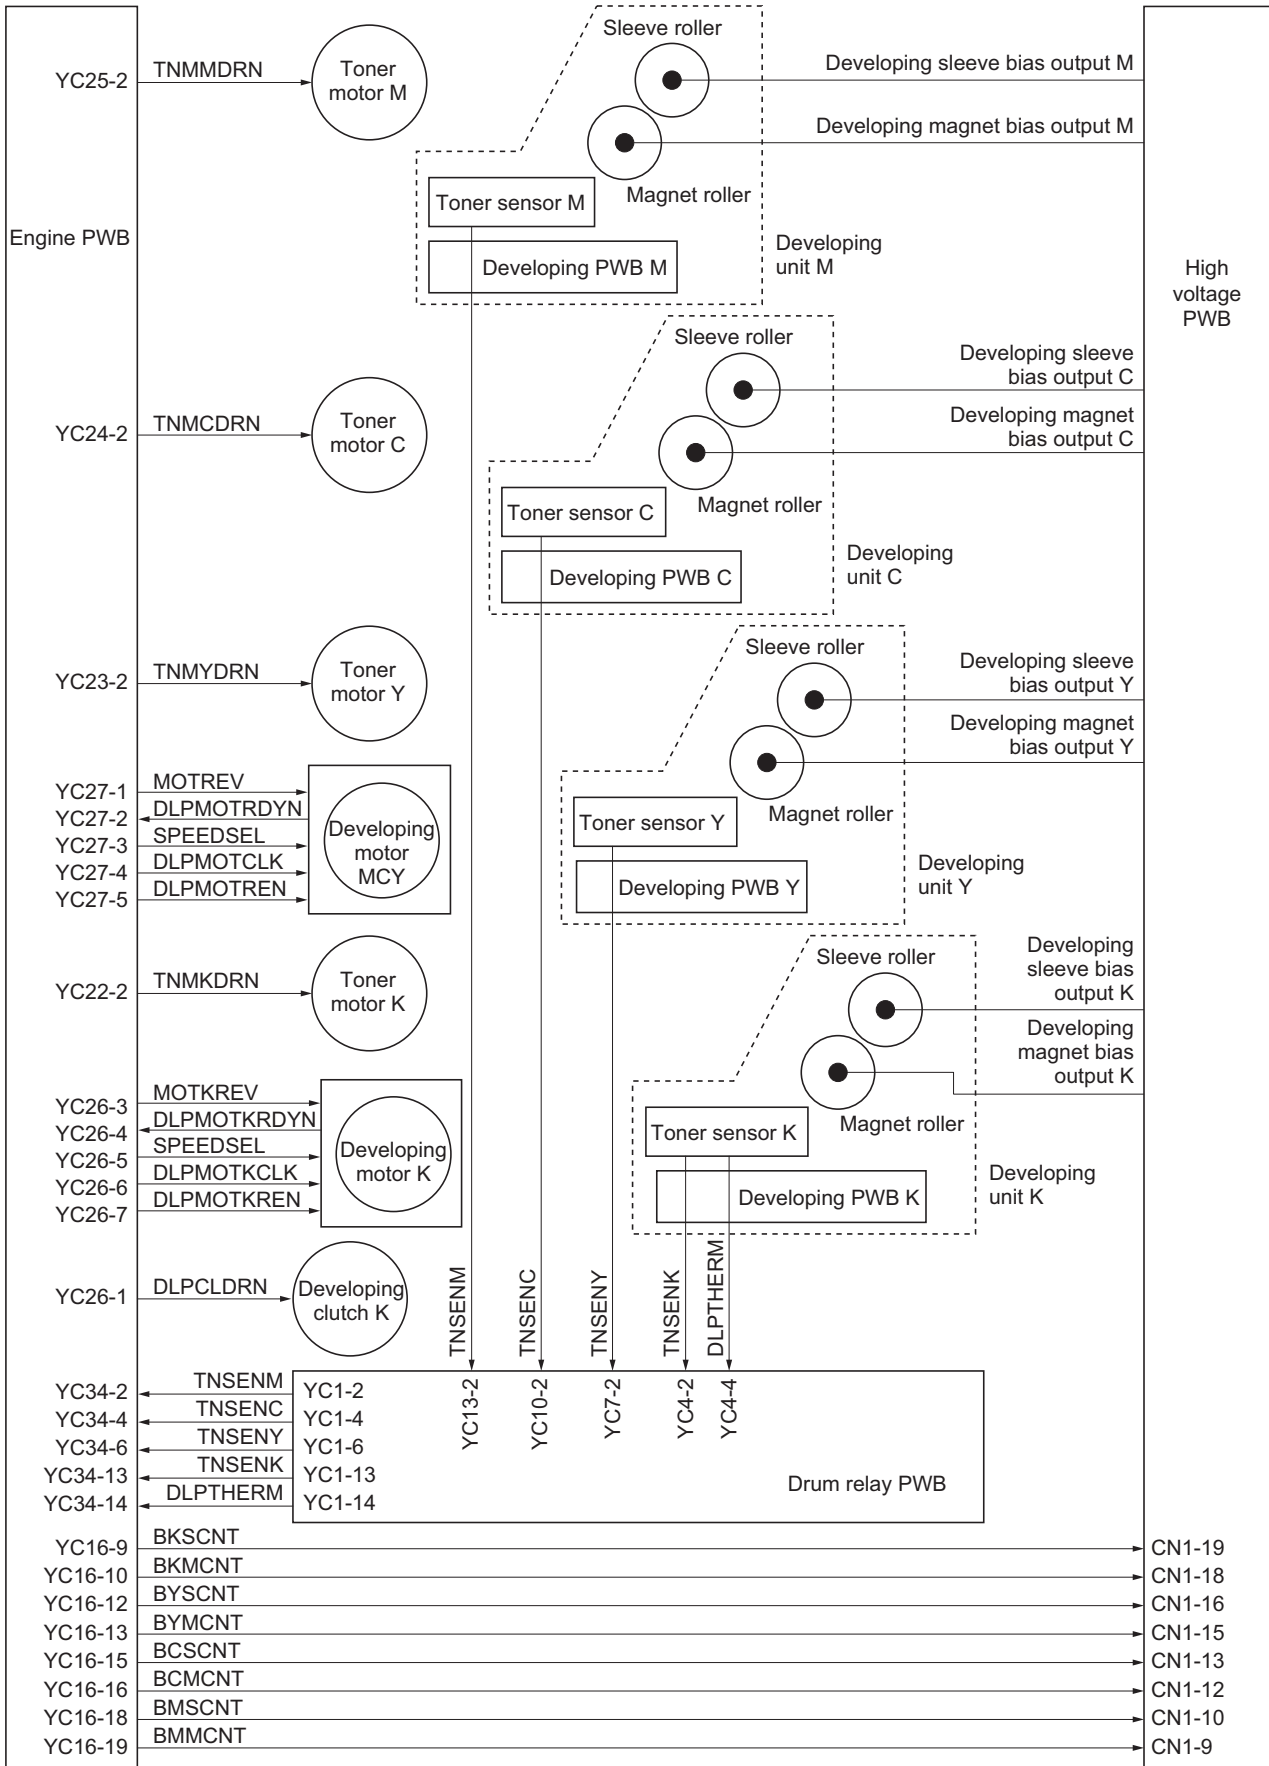 Engine PWB
YC25-2
TNMMDRN
Toner
motor M
Sleeve roller
Magnet roller
Toner sensor M
Developing PWB M
Developing
unit M
Developing sleeve bias output M
Developing magnet bias output M
High
voltage
PWB
YC24-2
TNMCDRN
Toner
motor C
Sleeve roller
Magnet roller
Toner sensor C
Developing PWB C
Developing
unit C
Developing sleeve
bias output C
Developing magnet
bias output C
YC23-2
TNMYDRN
Toner
motor Y
Sleeve roller
Magnet roller
Toner sensor Y
Developing PWB Y
Developing
unit Y
Developing sleeve
bias output Y
Developing magnet
bias output Y
YC27-1 MOTREV
YC27-2 DLPMOTRDYN
YC27-3 SPEEDSEL
YC27-4 DLPMOTCLK
YC27-5 DLPMOTREN
Developing
motor
MCY
YC22-2
TNMKDRN
Toner
motor K
Sleeve roller
Magnet roller
Toner sensor K
Developing PWB K
Developing
unit K
Developing
sleeve bias
output K
Developing
magnet bias
output K
YC26-3 MOTKREV
YC26-4 DLPMOTKRDYN
YC26-5 SPEEDSEL
YC26-6 DLPMOTKCLK
YC26-7 DLPMOTKREN
Developing
motor K
YC26-1 DLPCLDRN
Developing
clutch K
TNSENM
TNSENC
TNSENY
TNSENK
DLPTHERM
YC13-2
YC10-2
YC7-2
YC4-2
YC4-4
YC34-2 TNSENM YC1-2
YC34-4 TNSENC YC1-4
YC34-6 TNSENY YC1-6
YC34-13 TNSENK YC1-13
YC34-14 DLPTHERM YC1-14
Drum relay PWB
YC16-9 BKSCNT CN1-19
YC16-10 BKMCNT CN1-18
YC16-12 BYSCNT CN1-16
YC16-13 BYMCNT CN1-15
YC16-15 BCSCNT CN1-13
YC16-16 BCMCNT CN1-12
YC16-18 BMSCNT CN1-10
YC16-19 BMMCNT CN1-9